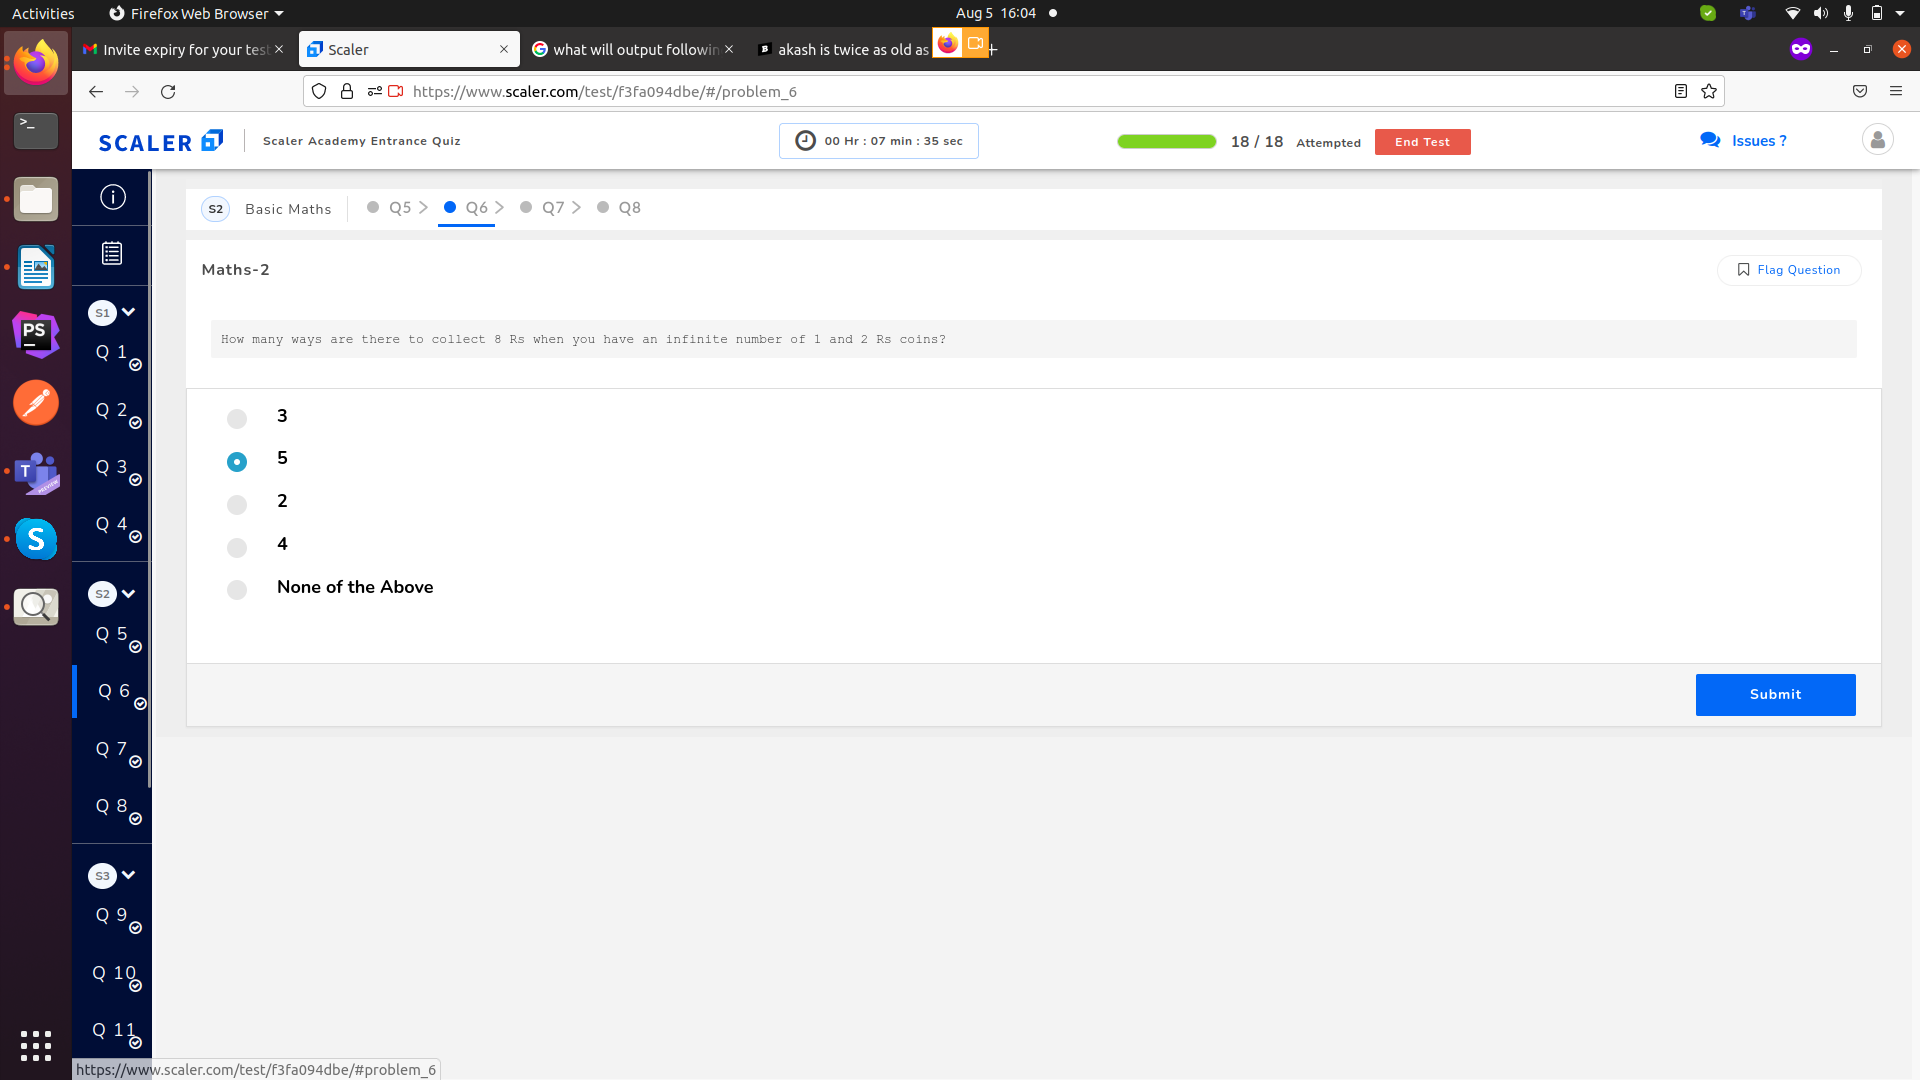 Activities
Firefox Web Browser
Aug 5 16:04
Invite expiry for your test
Scaler
what will output followin
akash is twice as old as
https://www.scaler.com/test/f3fa094dbe/#/problem_6
SCALER
Scaler Academy Entrance Quiz
00 Hr : 07 min : 35 sec
18 / 18 Attempted
End Test
Issues ?
S2 Basic Maths
Q5
Q6
Q7
Q8
Maths-2
Flag Question
How many ways are there to collect 8 Rs when you have an infinite number of 1 and 2 Rs coins?
3
5
2
4
None of the Above
Submit
S1
Q 1
Q 2
Q 3
Q 4
S2
Q 5
Q 6
Q 7
Q 8
S3
Q 9
Q 10
Q 11
>_
PS
T
PREVIEW
S
https://www.scaler.com/test/f3fa094dbe/#problem_6